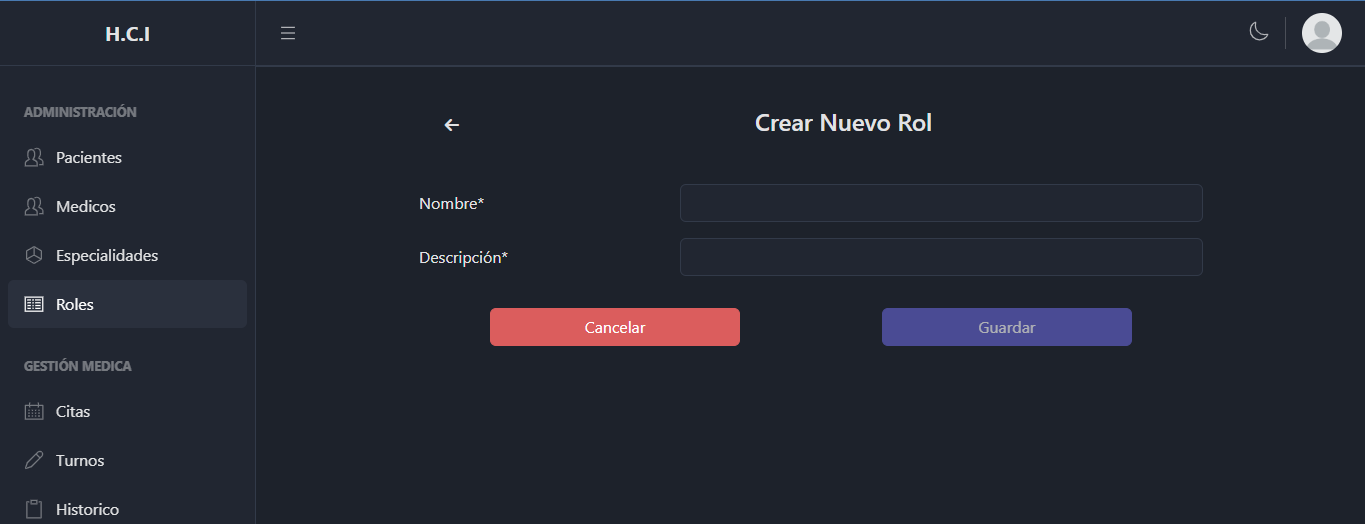 H.C.I
ADMINISTRACIÓN
Pacientes
Medicos
Especialidades
Roles
GESTIÓN MEDICA
Citas
Turnos
Historico
Crear Nuevo Rol
Nombre*
Descripción*
Cancelar
Guardar